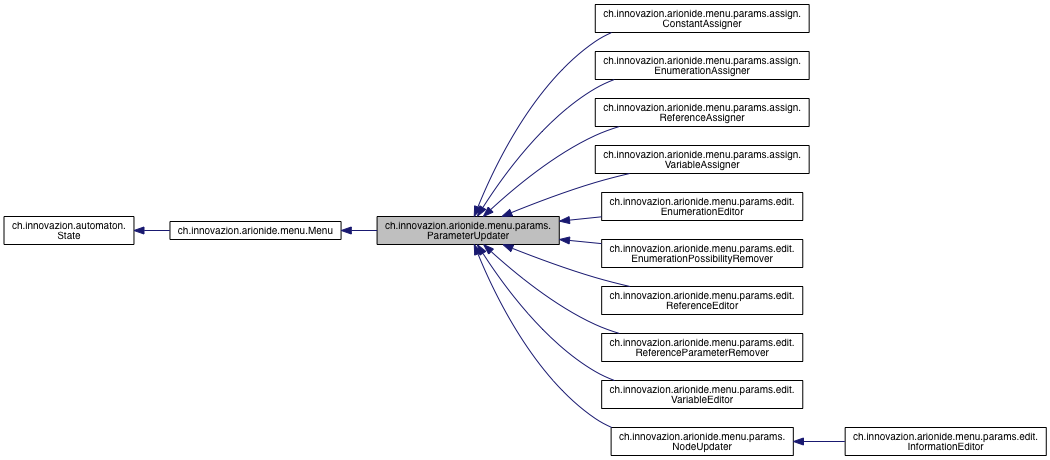 ch.innovazion.arionide.menu.params.assign.
ConstantAssigner
ch.innovazion.arionide.menu.params.assign.
EnumerationAssigner
ch.innovazion.arionide.menu.params.assign.
ReferenceAssigner
ch.innovazion.arionide.menu.params.assign.
VariableAssigner
ch.innovazion.arionide.menu.params.edit.
EnumerationEditor
ch.innovazion.automaton.
State
ch.innovazion.arionide.menu.Menu
ch.innovazion.arionide.menu.params.
ParameterUpdater
ch.innovazion.arionide.menu.params.edit.
EnumerationPossibilityRemover
ch.innovazion.arionide.menu.params.edit.
ReferenceEditor
ch.innovazion.arionide.menu.params.edit.
ReferenceParameterRemover
ch.innovazion.arionide.menu.params.edit.
VariableEditor
ch.innovazion.arionide.menu.params.
NodeUpdater
ch.innovazion.arionide.menu.params.edit.
InformationEditor